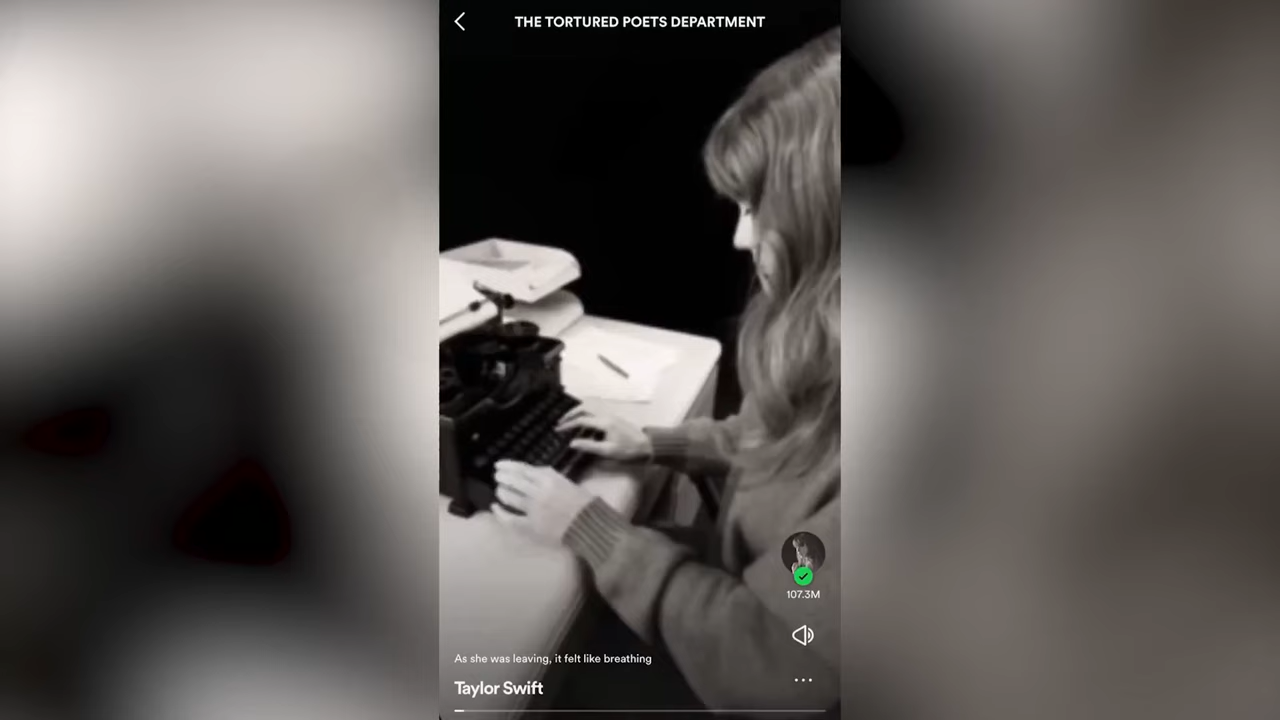 THE TORTURED POETS DEPARTMENT
107.3M
As she was leaving, it felt like breathing
Taylor Swift